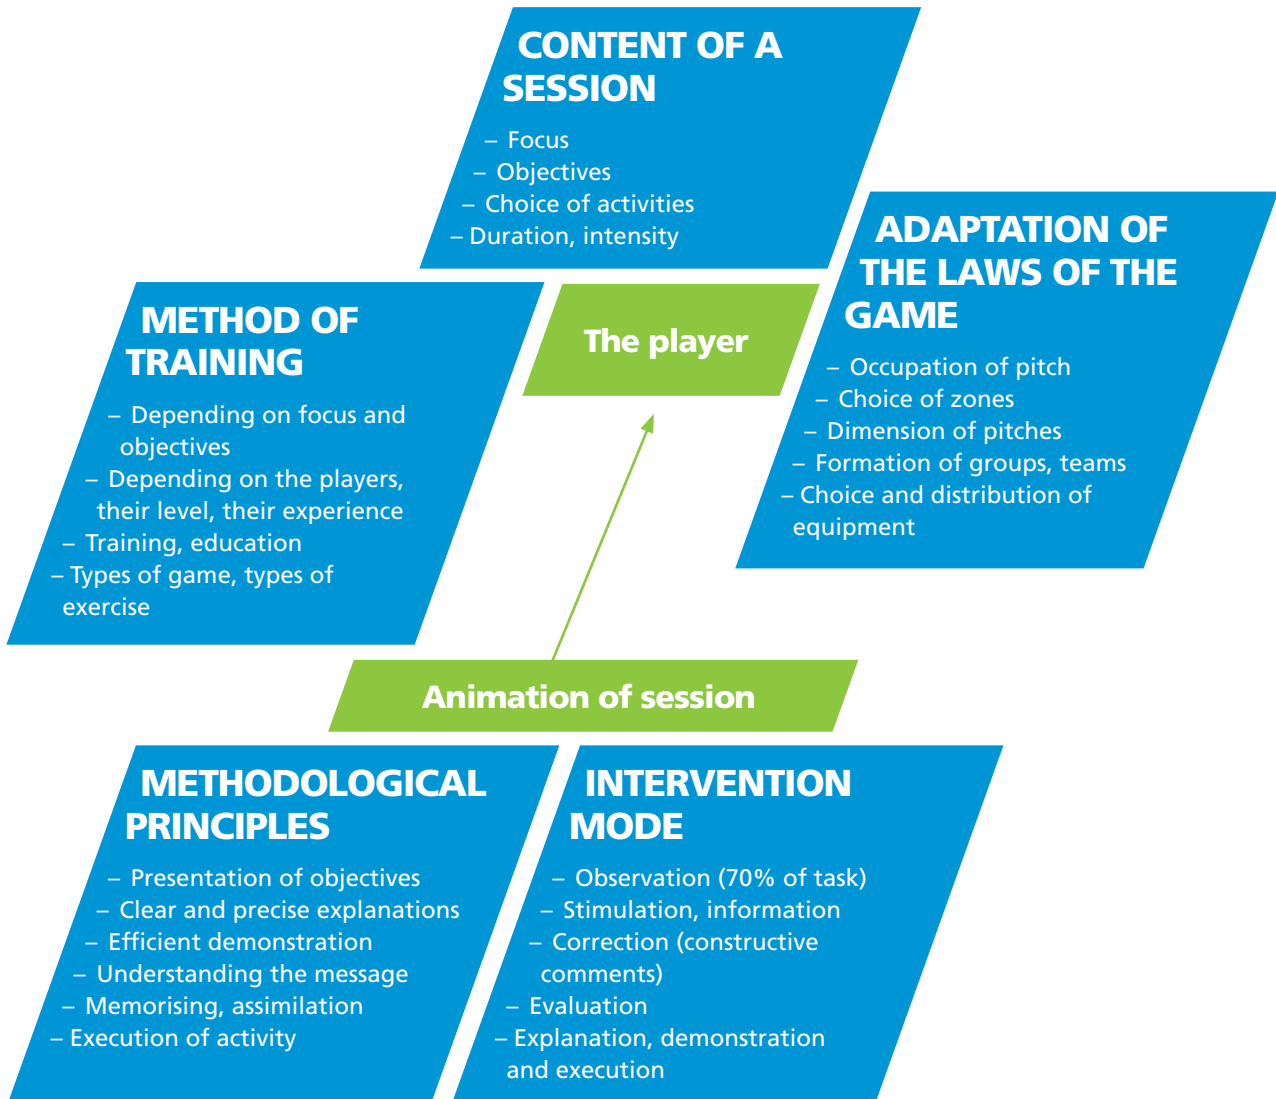 CONTENT OF A
SESSION
– Focus
– Objectives
– Choice of activities
– Duration, intensity
ADAPTATION OF
THE LAWS OF THE
GAME
– Occupation of pitch
– Choice of zones
– Dimension of pitches
– Formation of groups, teams
– Choice and distribution of
equipment
METHOD OF
TRAINING
– Depending on focus and
objectives
– Depending on the players,
their level, their experience
– Training, education
– Types of game, types of
exercise
The player
Animation of session
METHODOLOGICAL
PRINCIPLES
– Presentation of objectives
– Clear and precise explanations
– Efficient demonstration
– Understanding the message
– Memorising, assimilation
– Execution of activity
INTERVENTION
MODE
– Observation (70% of task)
– Stimulation, information
– Correction (constructive
comments)
– Evaluation
– Explanation, demonstration
and execution